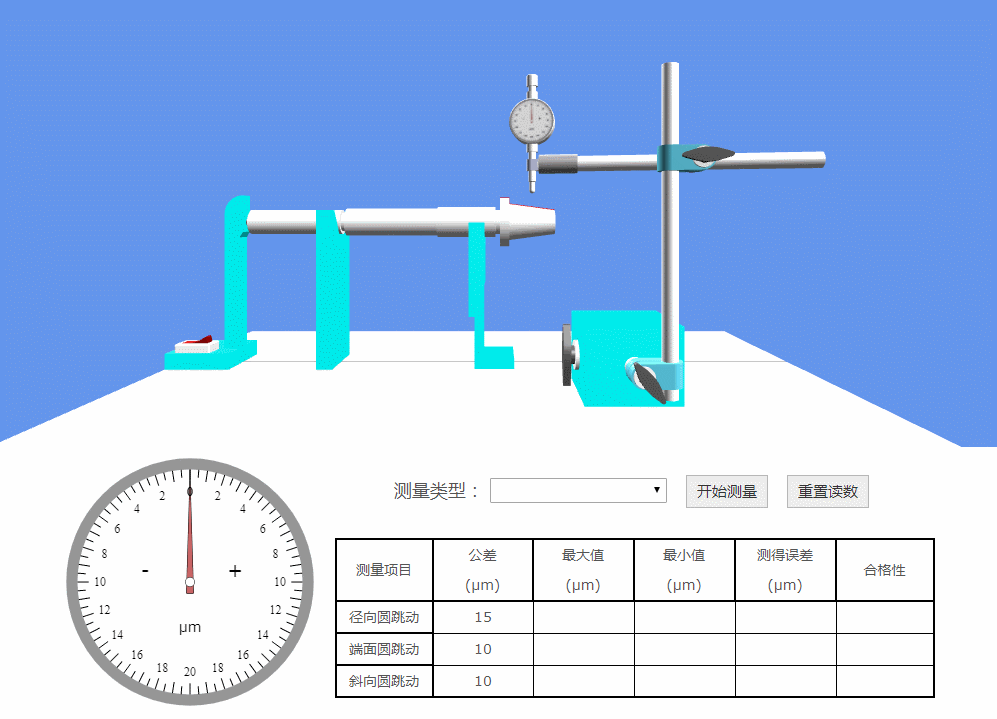 测量类型：
开始测量
重置读数
2 2
4 4
6 6
8 8
10 - + 10
12 12
14 μm 14
16 16
18 20 18
测量项目 公差 最大值 最小值 测得误差 合格性
(μm) (μm) (μm) (μm)
径向圆跳动 15
端面圆跳动 10
斜向圆跳动 10